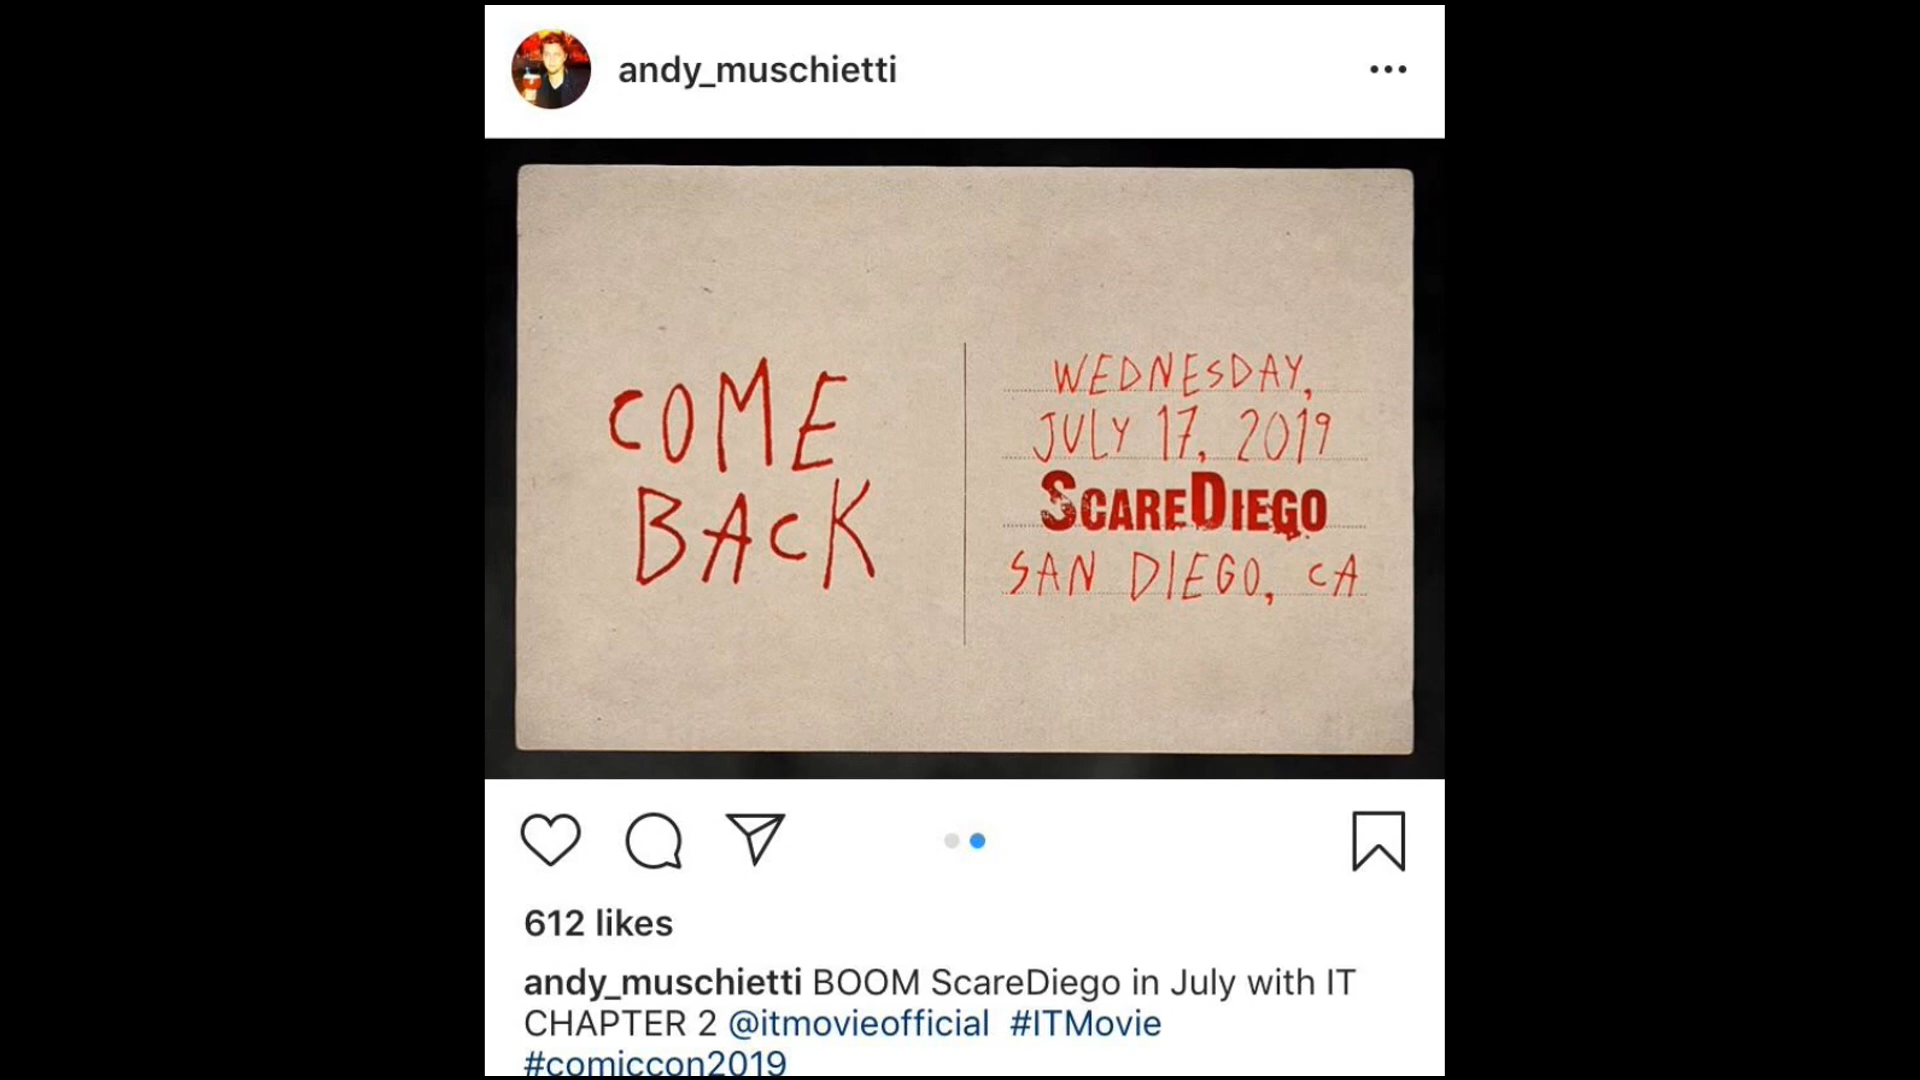 andy_muschietti
COME
BACK
WEDNESDAY,
JULY 17, 2019
SCAREDIEGO
SAN DIEGO, CA
612 likes
andy_muschietti BOOM ScareDiego in July with IT
CHAPTER 2 @itmovieofficial #ITMovie
#comiccon2019